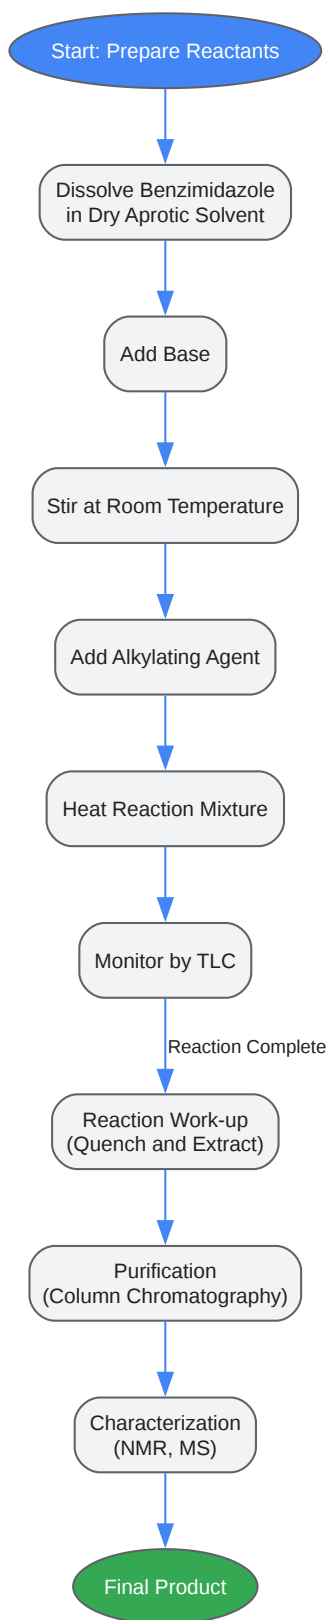 Start: Prepare Reactants
Dissolve Benzimidazole
in Dry Aprotic Solvent
Add Base
Stir at Room Temperature
Add Alkylating Agent
Heat Reaction Mixture
Monitor by TLC
Reaction Complete
Reaction Work-up
(Quench and Extract)
Purification
(Column Chromatography)
Characterization
(NMR, MS)
Final Product